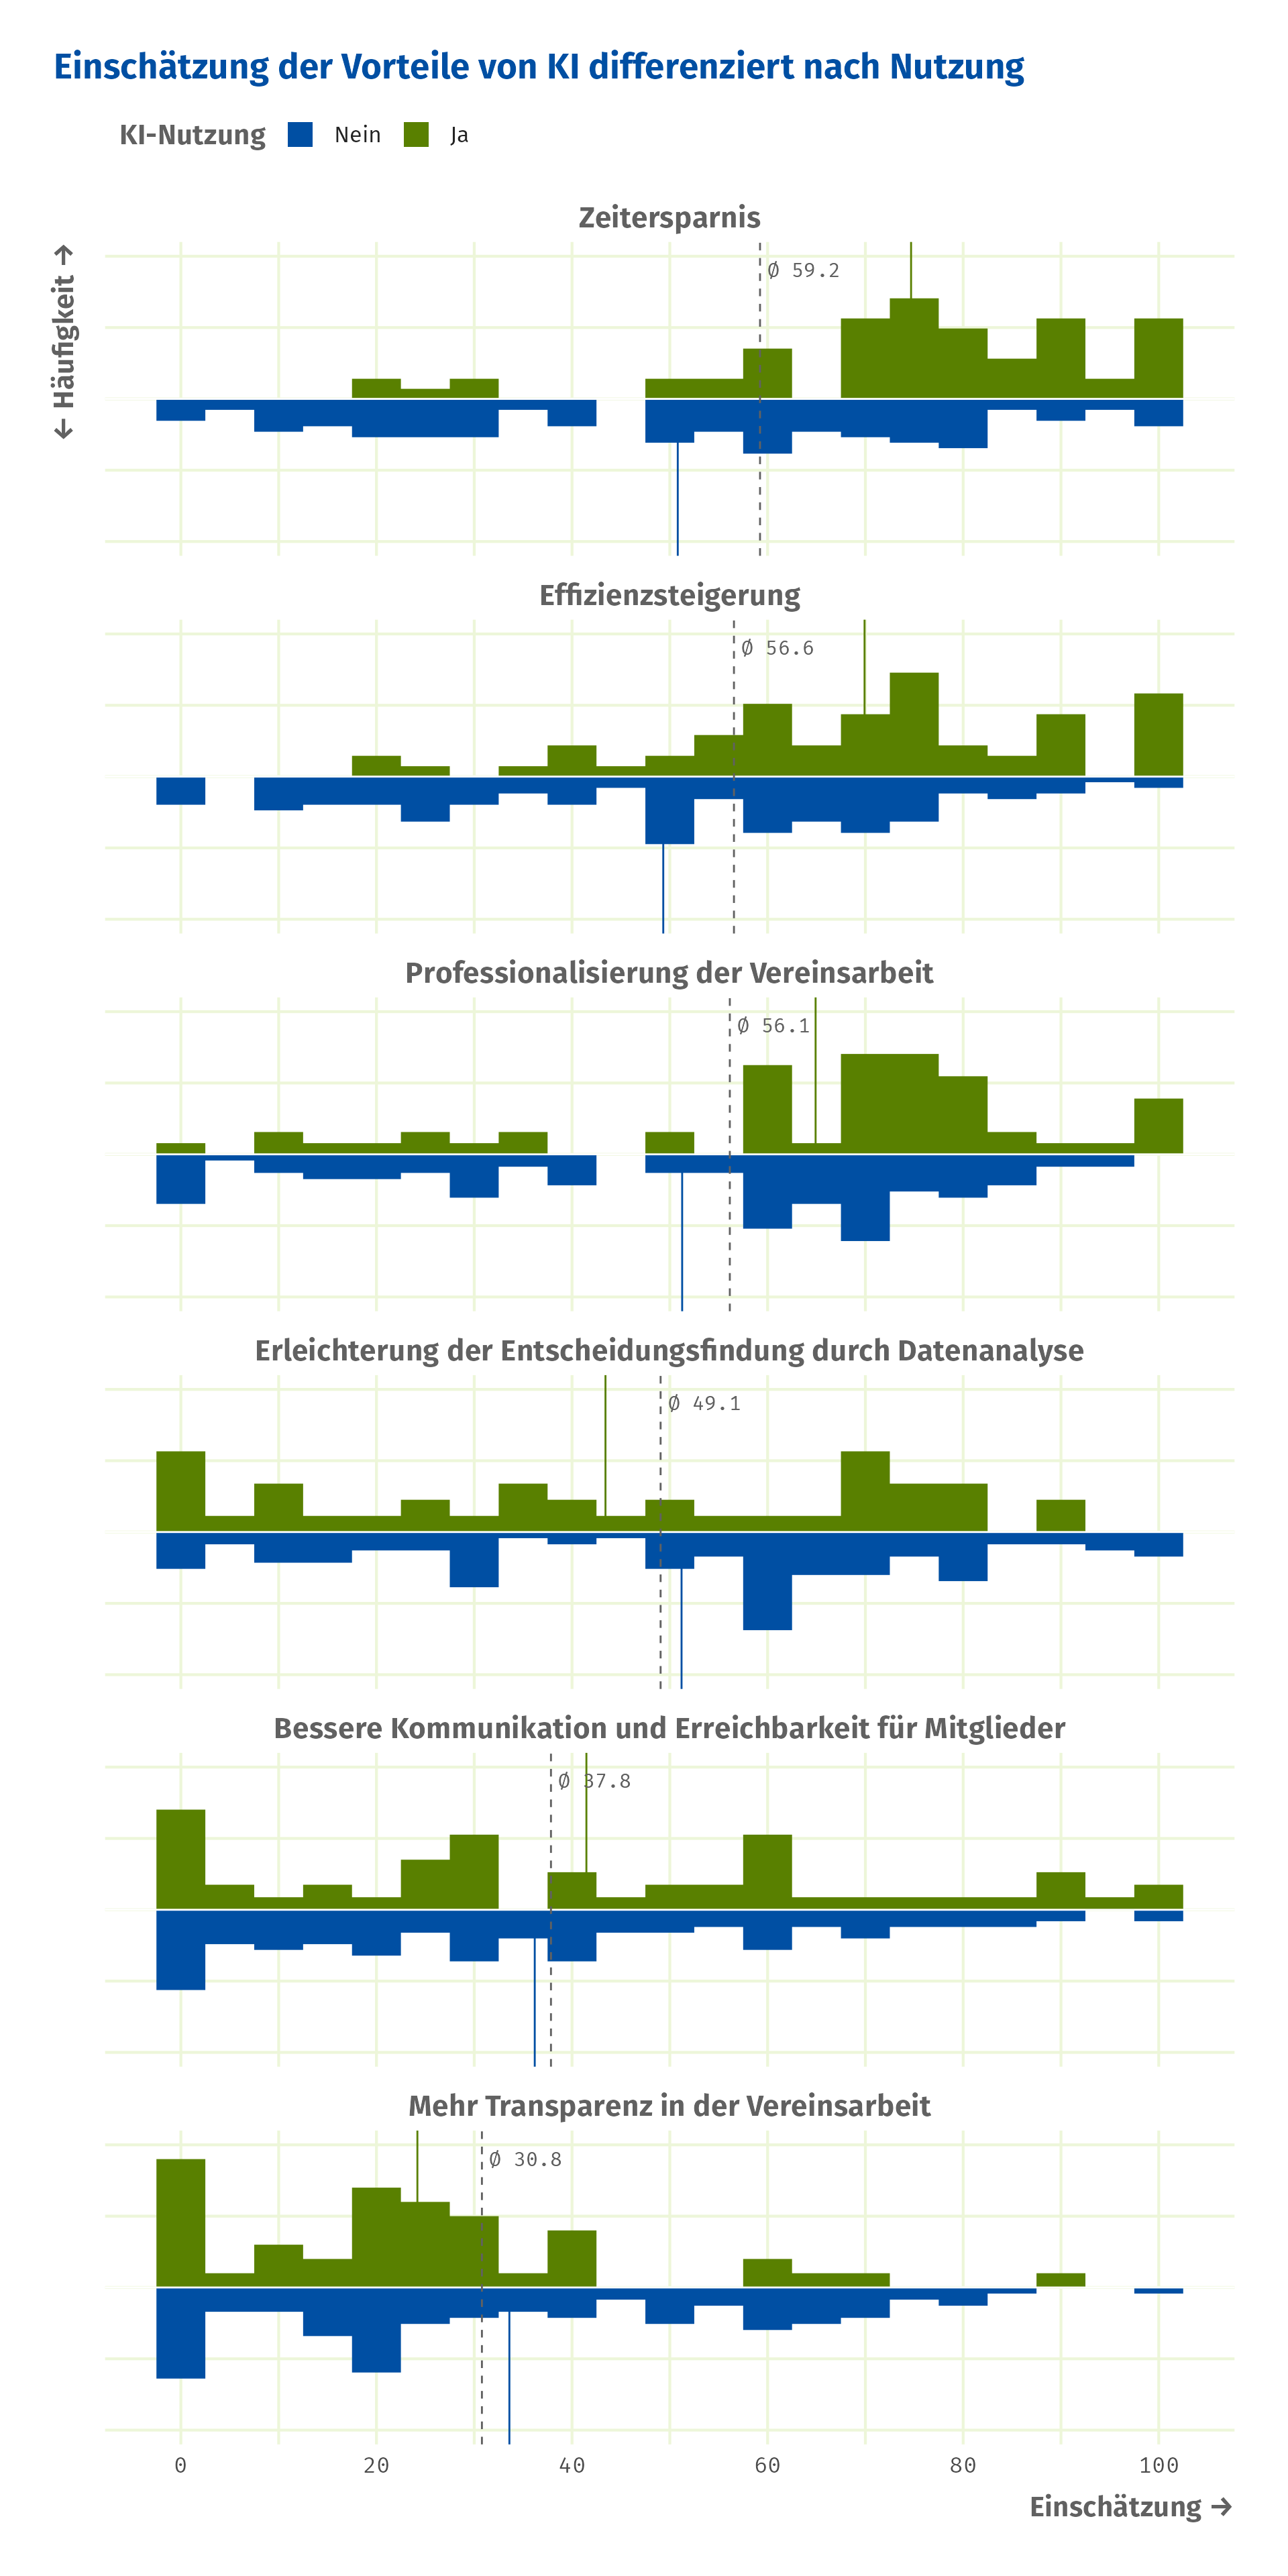 Einschätzung der Vorteile von KI differenziert nach Nutzung
KI-Nutzung Nein Ja
← Häufigkeit →
Zeitersparnis
Ø 59.2
Effizienzsteigerung
Ø 56.6
Professionalisierung der Vereinsarbeit
Ø 56.1
Erleichterung der Entscheidungsfindung durch Datenanalyse
Ø 49.1
Bessere Kommunikation und Erreichbarkeit für Mitglieder
Ø 37.8
Mehr Transparenz in der Vereinsarbeit
Ø 30.8
0 20 40 60 80 100
Einschätzung →